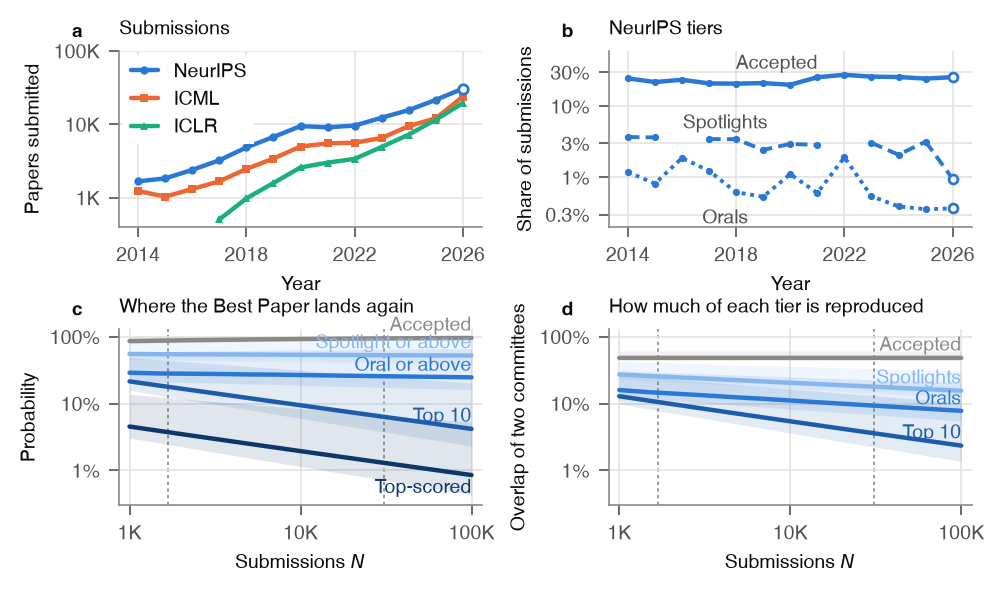 a Submissions
Papers submitted
100K
10K
1K
NeurIPS
ICML
ICLR
2014 2018 2022 2026
Year
b NeurIPS tiers
Share of submissions
30%
10%
3%
1%
0.3%
Accepted
Spotlights
Orals
2014 2018 2022 2026
Year
c Where the Best Paper lands again
Probability
100%
10%
1%
Accepted
Spotlight or above
Oral or above
Top 10
Top-scored
1K 10K 100K
Submissions N
d How much of each tier is reproduced
Overlap of two committees
100%
10%
1%
Accepted
Spotlights
Orals
Top 10
1K 10K 100K
Submissions N